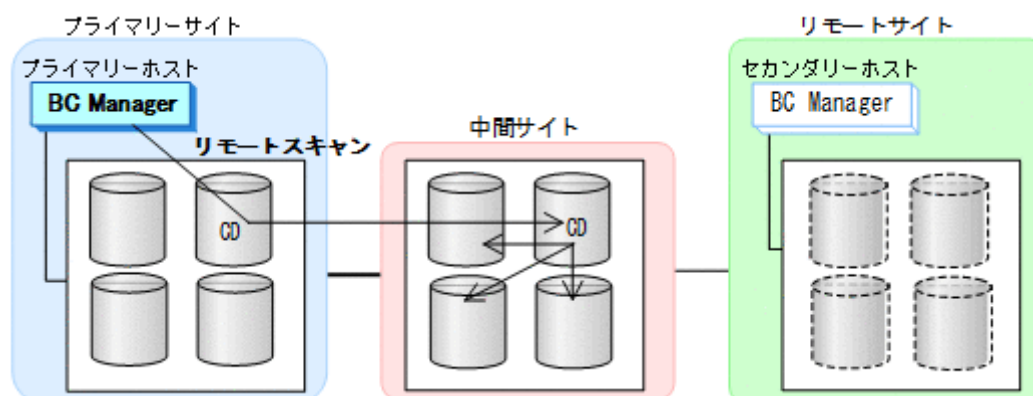 プライマリーサイト
プライマリーホスト
BC Manager
リモートスキャン
CD
中間サイト
CD
リモートサイト
セカンダリーホスト
BC Manager